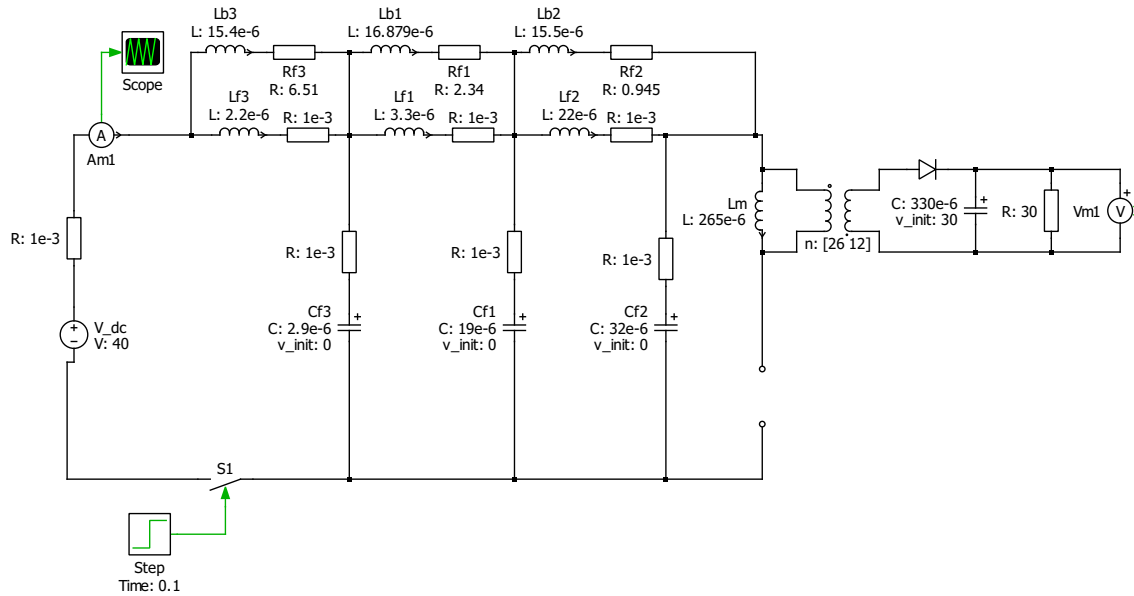 Lb3
L: 15.4e-6
Lb1
L: 16.879e-6
Lb2
L: 15.5e-6
Scope
Rf3
R: 6.51
Rf1
R: 2.34
Rf2
R: 0.945
A
Am1
Lf3
L: 2.2e-6
R: 1e-3
Lf1
L: 3.3e-6
R: 1e-3
Lf2
L: 22e-6
R: 1e-3
R: 1e-3
V_dc
V: 40
R: 1e-3
Cf3
C: 2.9e-6
v_init: 0
R: 1e-3
Cf1
C: 19e-6
v_init: 0
R: 1e-3
Cf2
C: 32e-6
v_init: 0
Lm
L: 265e-6
n: [26 12]
C: 330e-6
v_init: 30
R: 30
Vm1
V
S1
Step
Time: 0.1